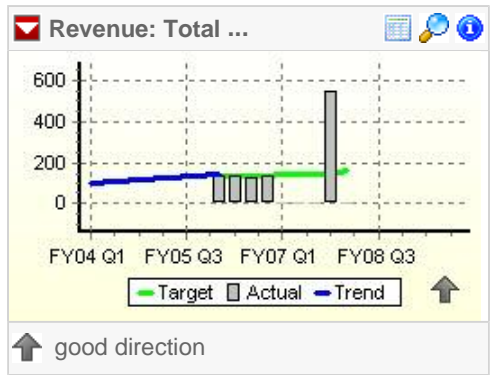 Revenue: Total ...
600
400
200
0
FY04 Q1 FY05 Q3 FY07 Q1 FY08 Q3
Target Actual Trend
good direction